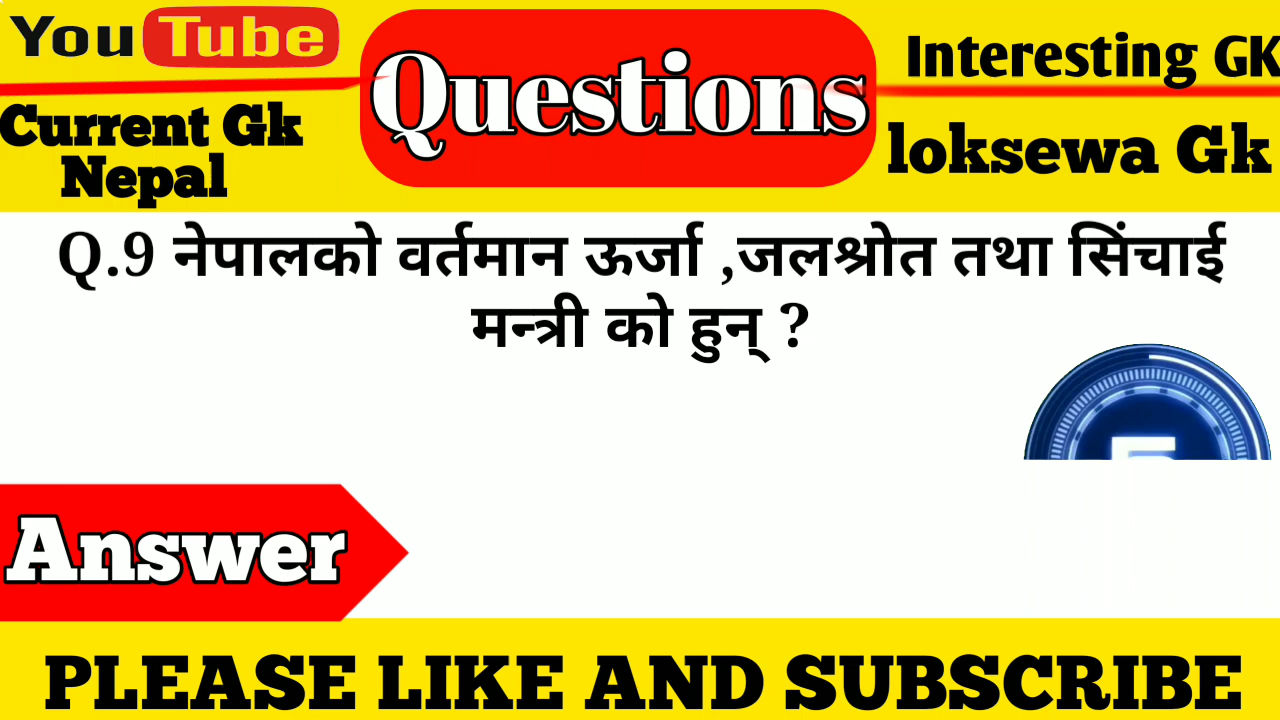 YouTube
Current Gk
Nepal
Questions
Interesting GK
loksewa Gk
Q.9 नेपालको वर्तमान ऊर्जा ,जलश्रोत तथा सिंचाई
मन्त्री को हुन् ?
Answer
PLEASE LIKE AND SUBSCRIBE